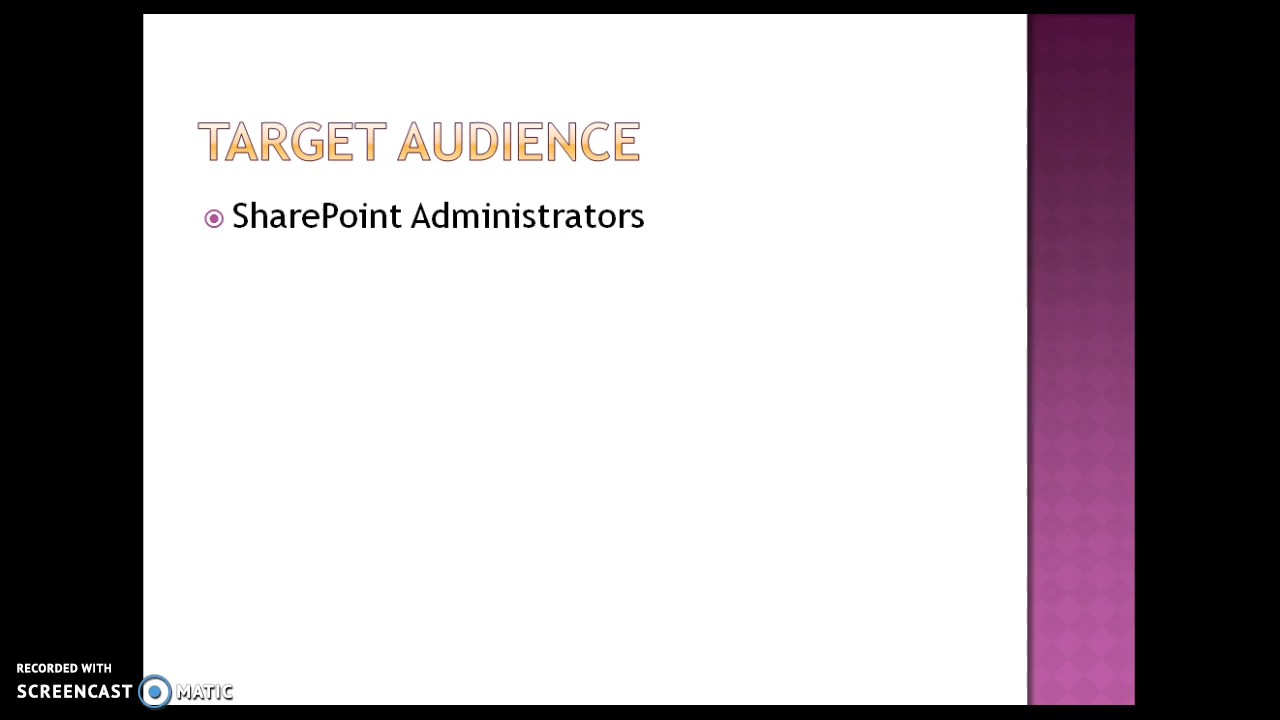 TARGET AUDIENCE
SharePoint Administrators
RECORDED WITH
SCREENCAST MATIC